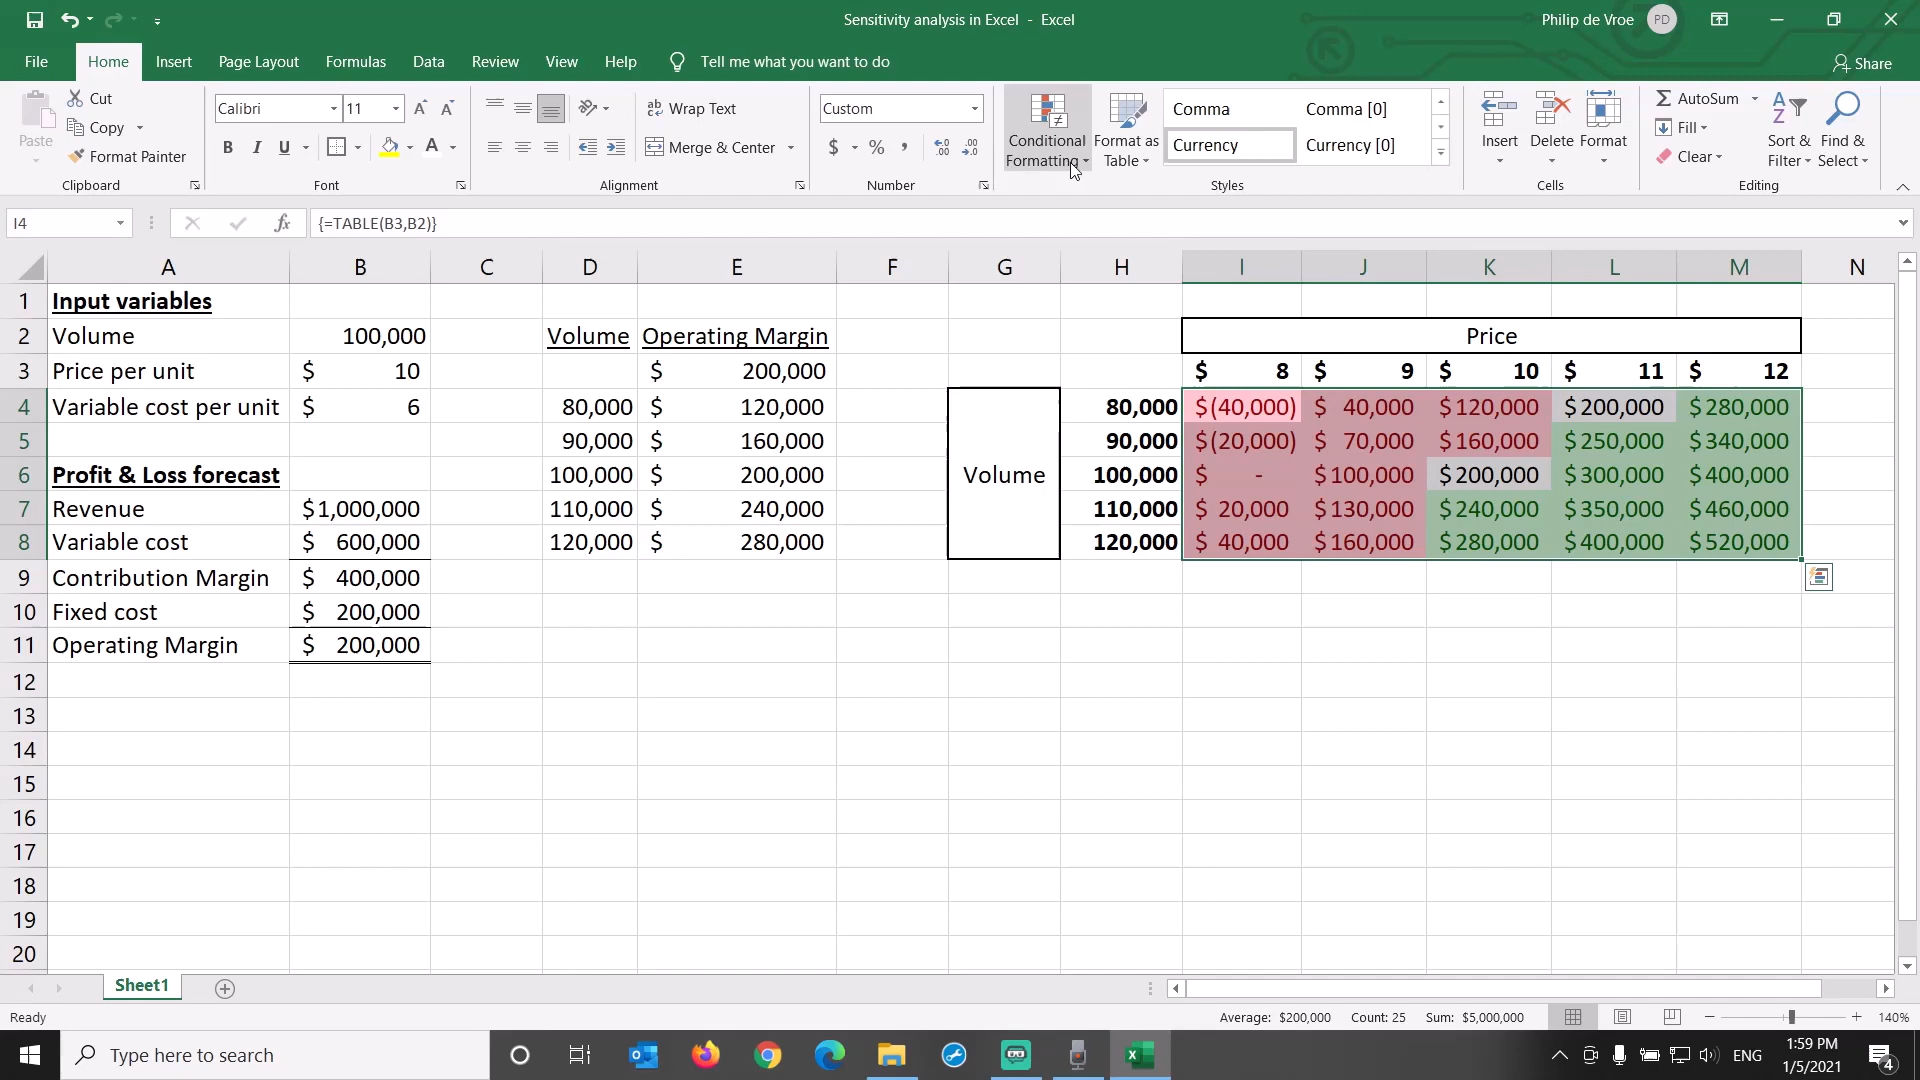 Sensitivity analysis in Excel - Excel
Philip de Vroe PD
File Home Insert Page Layout Formulas Data Review View Help Tell me what you want to do Share
Paste
Cut
Copy
Format Painter
Clipboard
Calibri 11 A A
B I U A
Font
ab Wrap Text
Merge & Center
Alignment
Custom
$ % ,
Number
Conditional Formatting
Format as Table
Comma Comma [0]
Currency Currency [0]
Styles
Insert Delete Format
Cells
AutoSum
Fill
Clear
Sort & Filter
Find & Select
Editing
I4 fx {=TABLE(B3,B2)}
A B C D E F G H I J K L M N
1 Input variables
2 Volume 100,000 Volume Operating Margin Price
3 Price per unit $ 10 $ 200,000 $ 8 $ 9 $ 10 $ 11 $ 12
4 Variable cost per unit $ 6 80,000 $ 120,000 80,000 $(40,000) $ 40,000 $120,000 $200,000 $280,000
5 90,000 $ 160,000 90,000 $(20,000) $ 70,000 $160,000 $250,000 $340,000
6 Profit & Loss forecast 100,000 $ 200,000 Volume 100,000 $ - $100,000 $200,000 $300,000 $400,000
7 Revenue $1,000,000 110,000 $ 240,000 110,000 $ 20,000 $130,000 $240,000 $350,000 $460,000
8 Variable cost $ 600,000 120,000 $ 280,000 120,000 $ 40,000 $160,000 $280,000 $400,000 $520,000
9 Contribution Margin $ 400,000
10 Fixed cost $ 200,000
11 Operating Margin $ 200,000
12
13
14
15
16
17
18
19
20
Sheet1
Ready Average: $200,000 Count: 25 Sum: $5,000,000 140%
Type here to search ENG 1:59 PM
1/5/2021
4